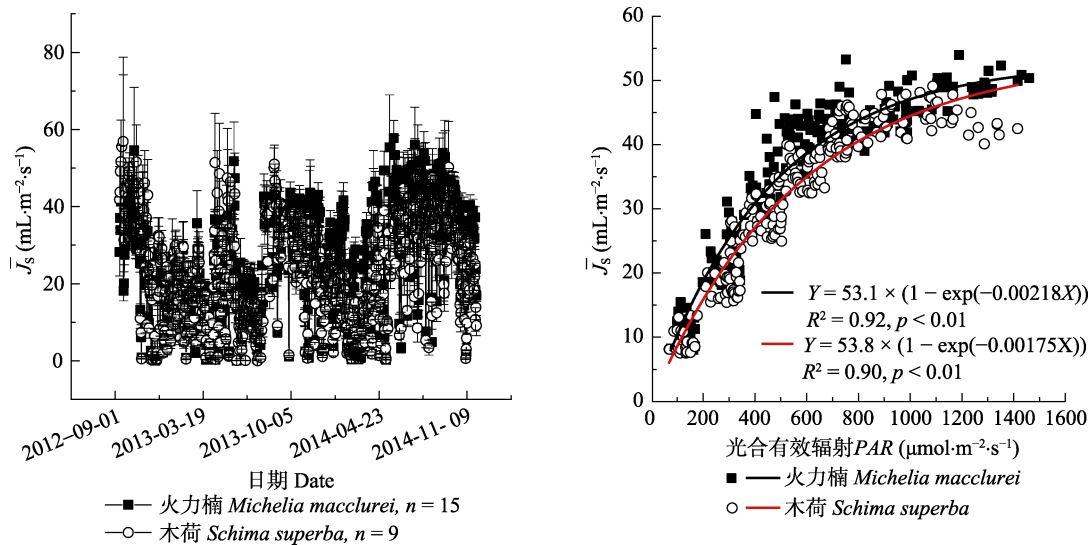 80
60
40
20
0
J̅s (mL·m⁻²·s⁻¹)
2012–09-01
2013-03-19
2013-10-05
2014-04-23
2014-11- 09
日期 Date
火力楠 Michelia macclurei, n = 15
木荷 Schima superba, n = 9
60
50
40
30
20
10
0
J̅s (mL·m⁻²·s⁻¹)
Y = 53.1 × (1 − exp(−0.00218X))
R² = 0.92, p < 0.01
Y = 53.8 × (1 − exp(−0.00175X))
R² = 0.90, p < 0.01
0 200 400 600 800 1000 1200 1400 1600
光合有效辐射PAR (μmol·m⁻²·s⁻¹)
火力楠 Michelia macclurei
木荷 Schima superba